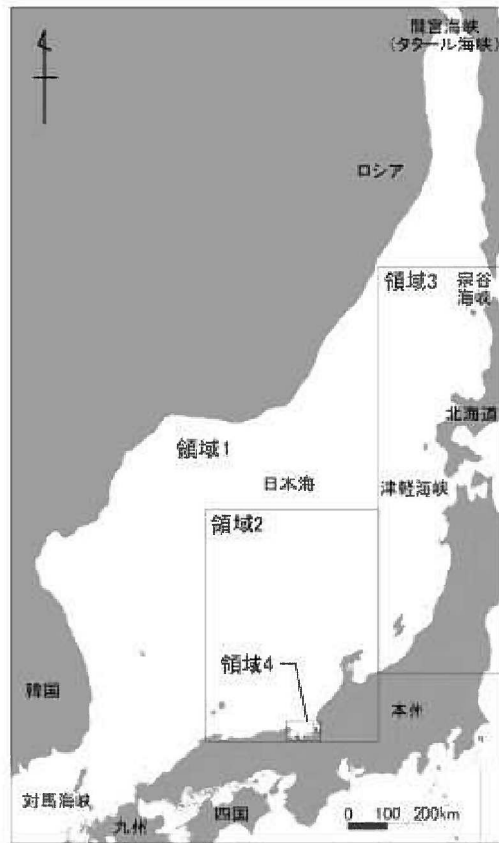 間宮海峡
(タタール海峡)
ロシア
領域3
宗谷
海峡
北海道
領域1
日本海
津軽海峡
領域2
領域4
韓国
本州
対馬海峡
九州
四国
0 100 200km